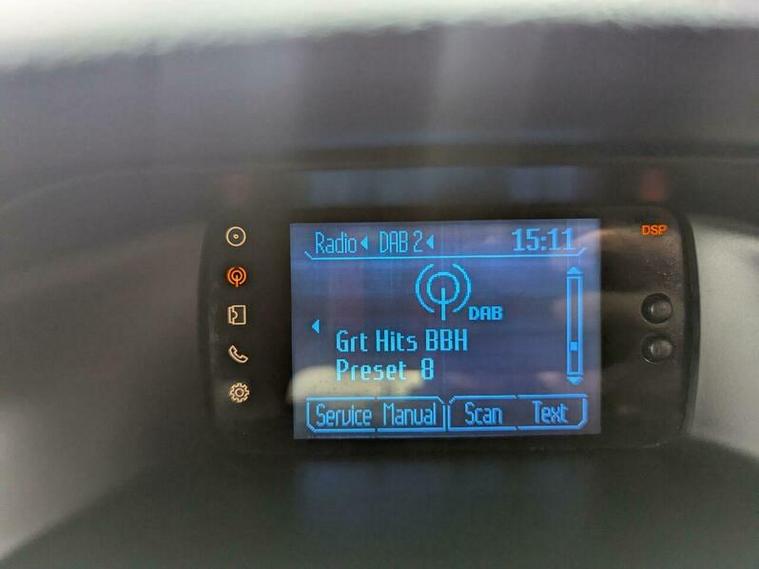 Radio DAB 2 15:11
DSP
DAB
Grt Hits BBH
Preset 8
Service Manual Scan Text